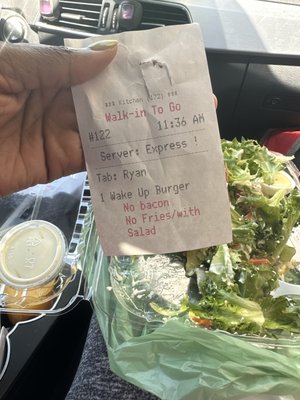 ### Kitchen (122) ###
Walk-in To Go
#122 11:36 AM
Server: Express !
Tab: Ryan
1 Wake Up Burger
No bacon
No Fries/with
Salad